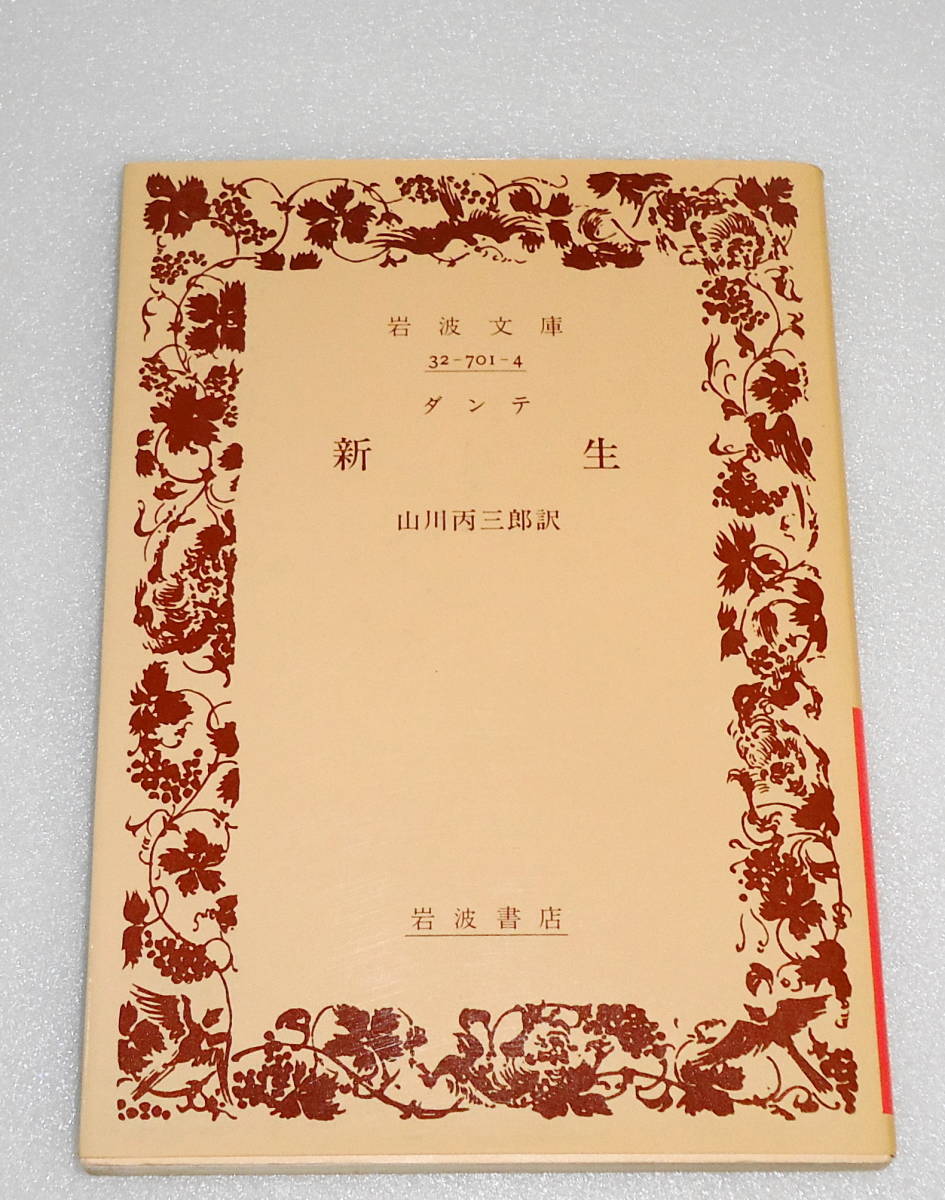 岩波文庫
32-701-4
ダンテ
新生
山川丙三郎訳
岩波書店